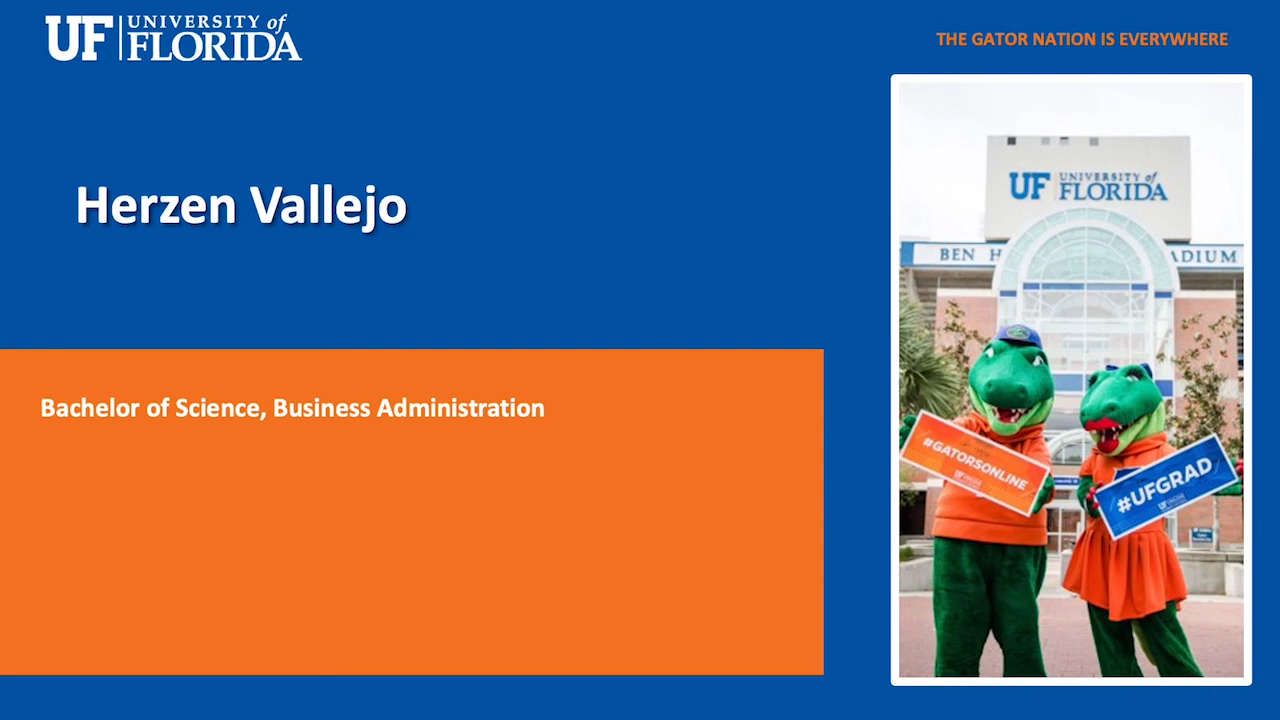 UF UNIVERSITY of
FLORIDA
THE GATOR NATION IS EVERYWHERE
Herzen Vallejo
Bachelor of Science, Business Administration
UF UNIVERSITY of
FLORIDA
BEN H
ADIUM
#GATORSONLINE
#UFGRAD